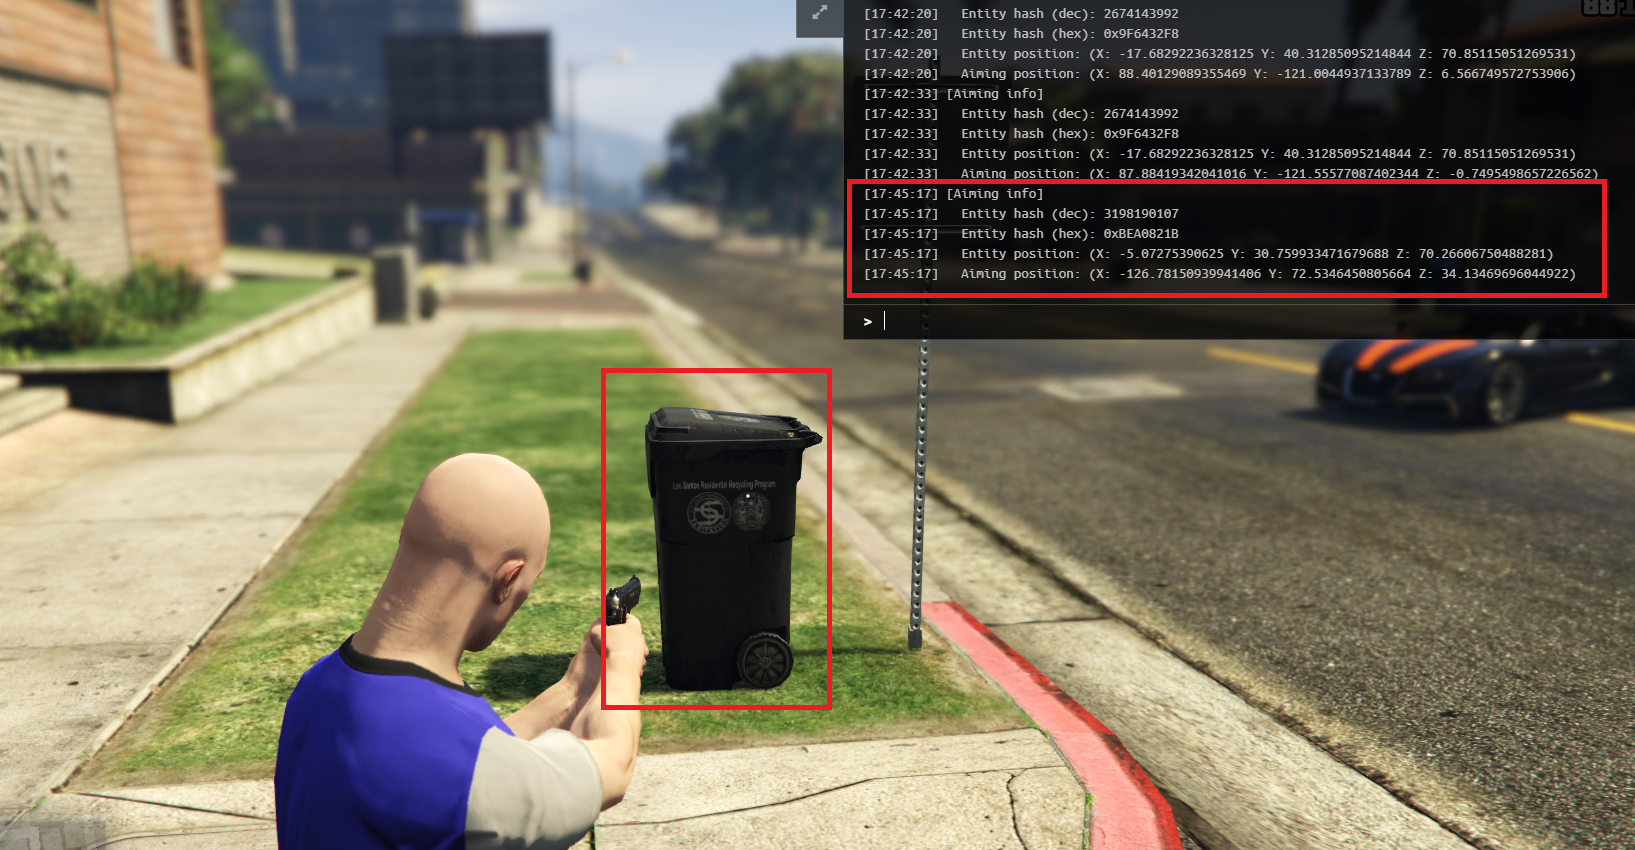 [17:42:20]   Entity hash (dec): 2674143992
[17:42:20]   Entity hash (hex): 0x9F6432F8
[17:42:20]   Entity position: (X: -17.68292236328125 Y: 40.31285095214844 Z: 70.85115051269531)
[17:42:20]   Aiming position: (X: 88.40129089355469 Y: -121.0044937133789 Z: 6.566749572753906)
[17:42:33] [Aiming info]
[17:42:33]   Entity hash (dec): 2674143992
[17:42:33]   Entity hash (hex): 0x9F6432F8
[17:42:33]   Entity position: (X: -17.68292236328125 Y: 40.31285095214844 Z: 70.85115051269531)
[17:42:33]   Aiming position: (X: 87.88419342041016 Y: -121.55577087402344 Z: -0.7495498657226562)
[17:45:17] [Aiming info]
[17:45:17]   Entity hash (dec): 3198190107
[17:45:17]   Entity hash (hex): 0xBEA0821B
[17:45:17]   Entity position: (X: -5.07275390625 Y: 30.759933471679688 Z: 70.26606750488281)
[17:45:17]   Aiming position: (X: -126.78150939941406 Y: 72.5346450805664 Z: 34.13469696044922)
>
605
Los Santos Residential Recycling Program